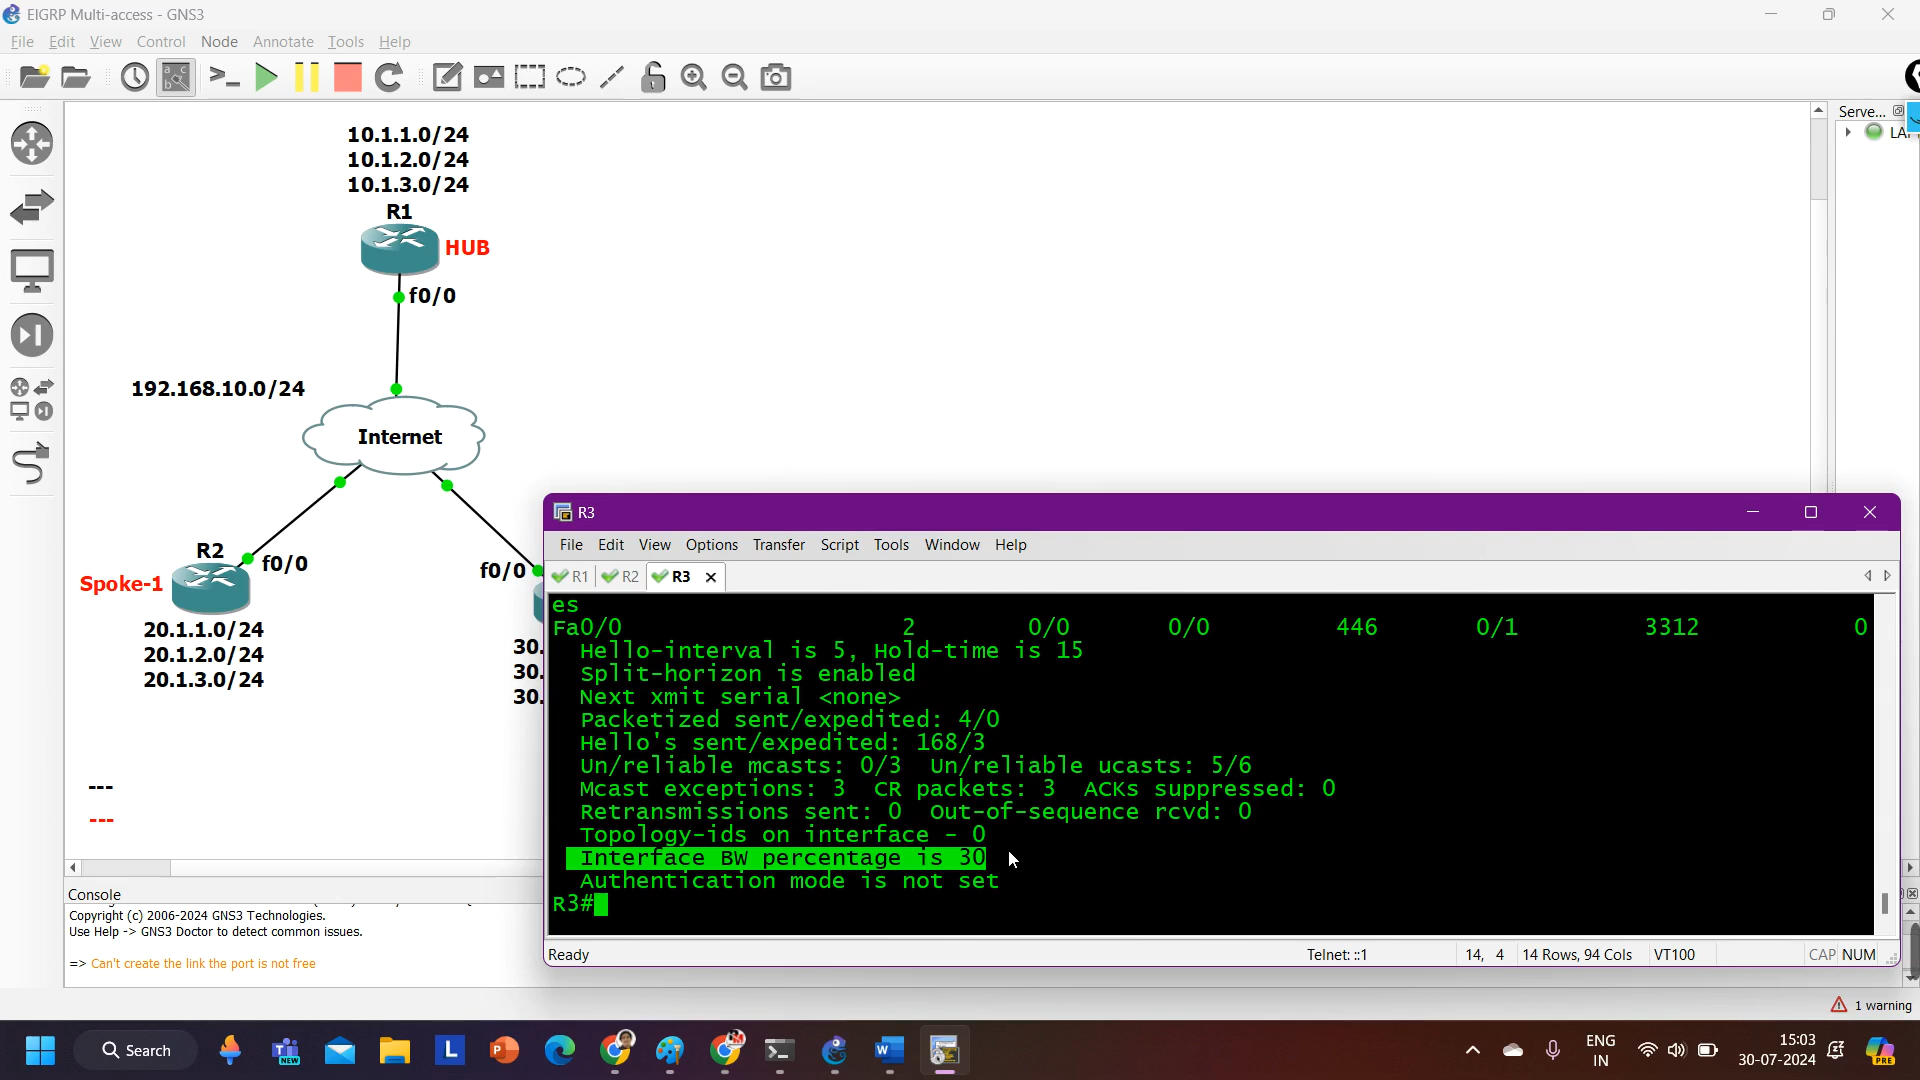 EIGRP Multi-access - GNS3
File Edit View Control Node Annotate Tools Help
10.1.1.0/24
10.1.2.0/24
10.1.3.0/24
R1
HUB
f0/0
192.168.10.0/24
Internet
R2
f0/0
Spoke-1
20.1.1.0/24
20.1.2.0/24
20.1.3.0/24
f0/0
30.
30.
30.
---
---
Serve...
Console
Copyright (c) 2006-2024 GNS3 Technologies.
Use Help -> GNS3 Doctor to detect common issues.
=> Can't create the link the port is not free
R3
File Edit View Options Transfer Script Tools Window Help
R1 R2 R3
es
Fa0/0 2 0/0 0/0 446 0/1 3312 0
Hello-interval is 5, Hold-time is 15
Split-horizon is enabled
Next xmit serial <none>
Packetized sent/expedited: 4/0
Hello's sent/expedited: 168/3
Un/reliable mcasts: 0/3 Un/reliable ucasts: 5/6
Mcast exceptions: 3 CR packets: 3 ACKs suppressed: 0
Retransmissions sent: 0 Out-of-sequence rcvd: 0
Topology-ids on interface - 0
Interface BW percentage is 30
Authentication mode is not set
R3#
Ready Telnet: ::1 14, 4 14 Rows, 94 Cols VT100 CAP NUM
1 warning
Search
ENG
IN
15:03
30-07-2024